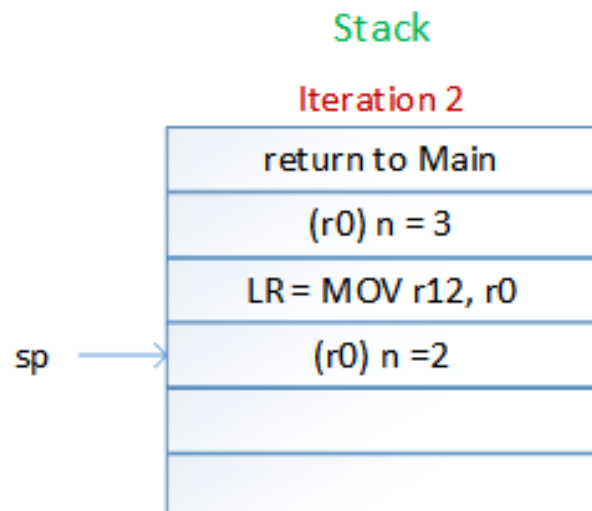 Stack
Iteration 2
return to Main
(r0) n = 3
LR = MOV r12, r0
sp
(r0) n =2